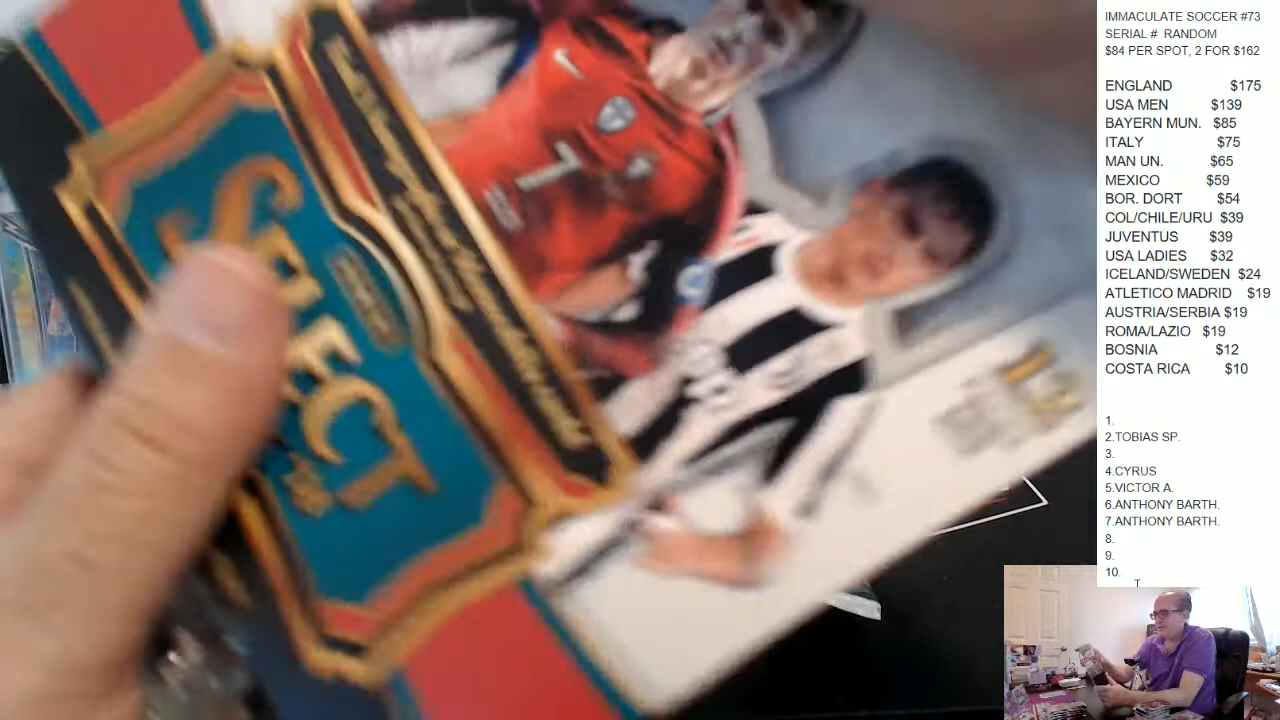 IMMACULATE SOCCER #73
SERIAL # RANDOM
$84 PER SPOT, 2 FOR $162
ENGLAND $175
USA MEN $139
BAYERN MUN. $85
ITALY $75
MAN UN. $65
MEXICO $59
BOR. DORT $54
COL/CHILE/URU $39
JUVENTUS $39
USA LADIES $32
ICELAND/SWEDEN $24
ATLETICO MADRID $19
AUSTRIA/SERBIA $19
ROMA/LAZIO $19
BOSNIA $12
COSTA RICA $10
1.
2.TOBIAS SP.
3.
4.CYRUS
5.VICTOR A.
6.ANTHONY BARTH.
7.ANTHONY BARTH.
8.
9.
10.
SELECT
7